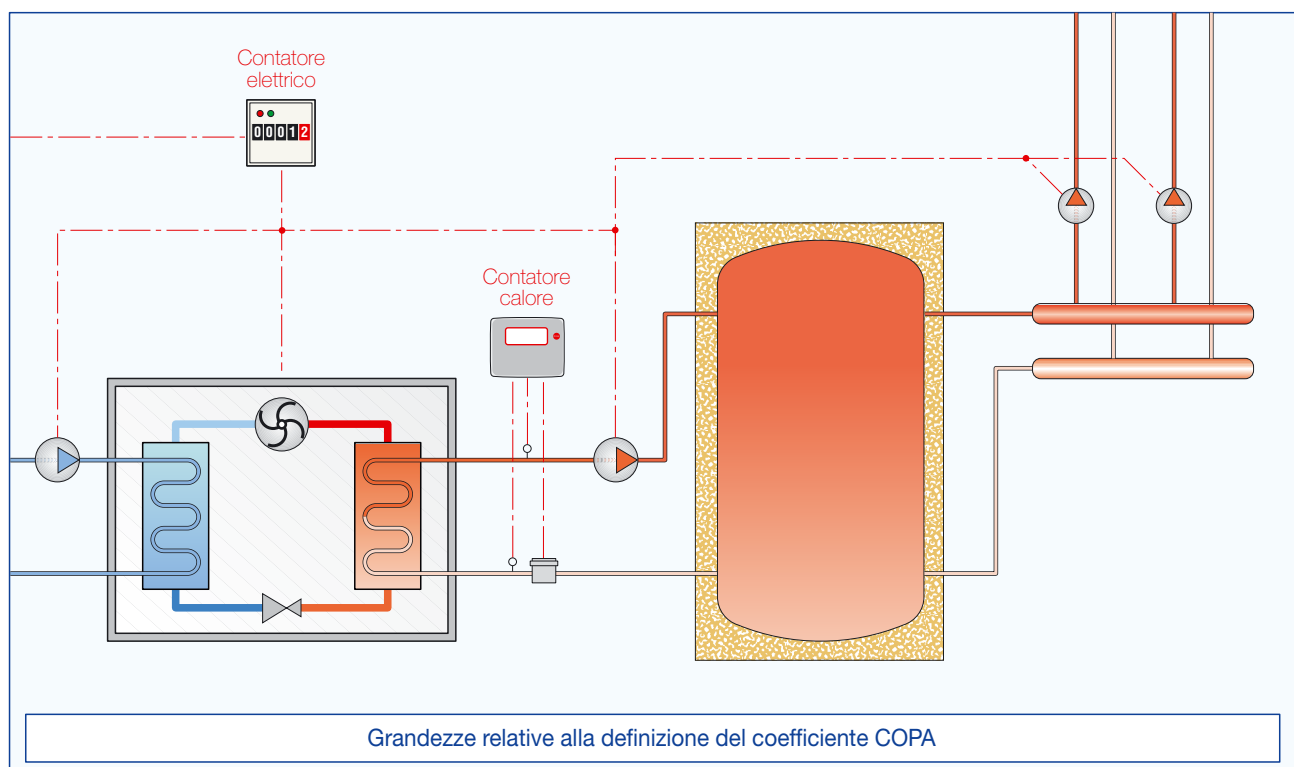 Contatore
elettrico
00012
Contatore
calore
Grandezze relative alla definizione del coefficiente COPA